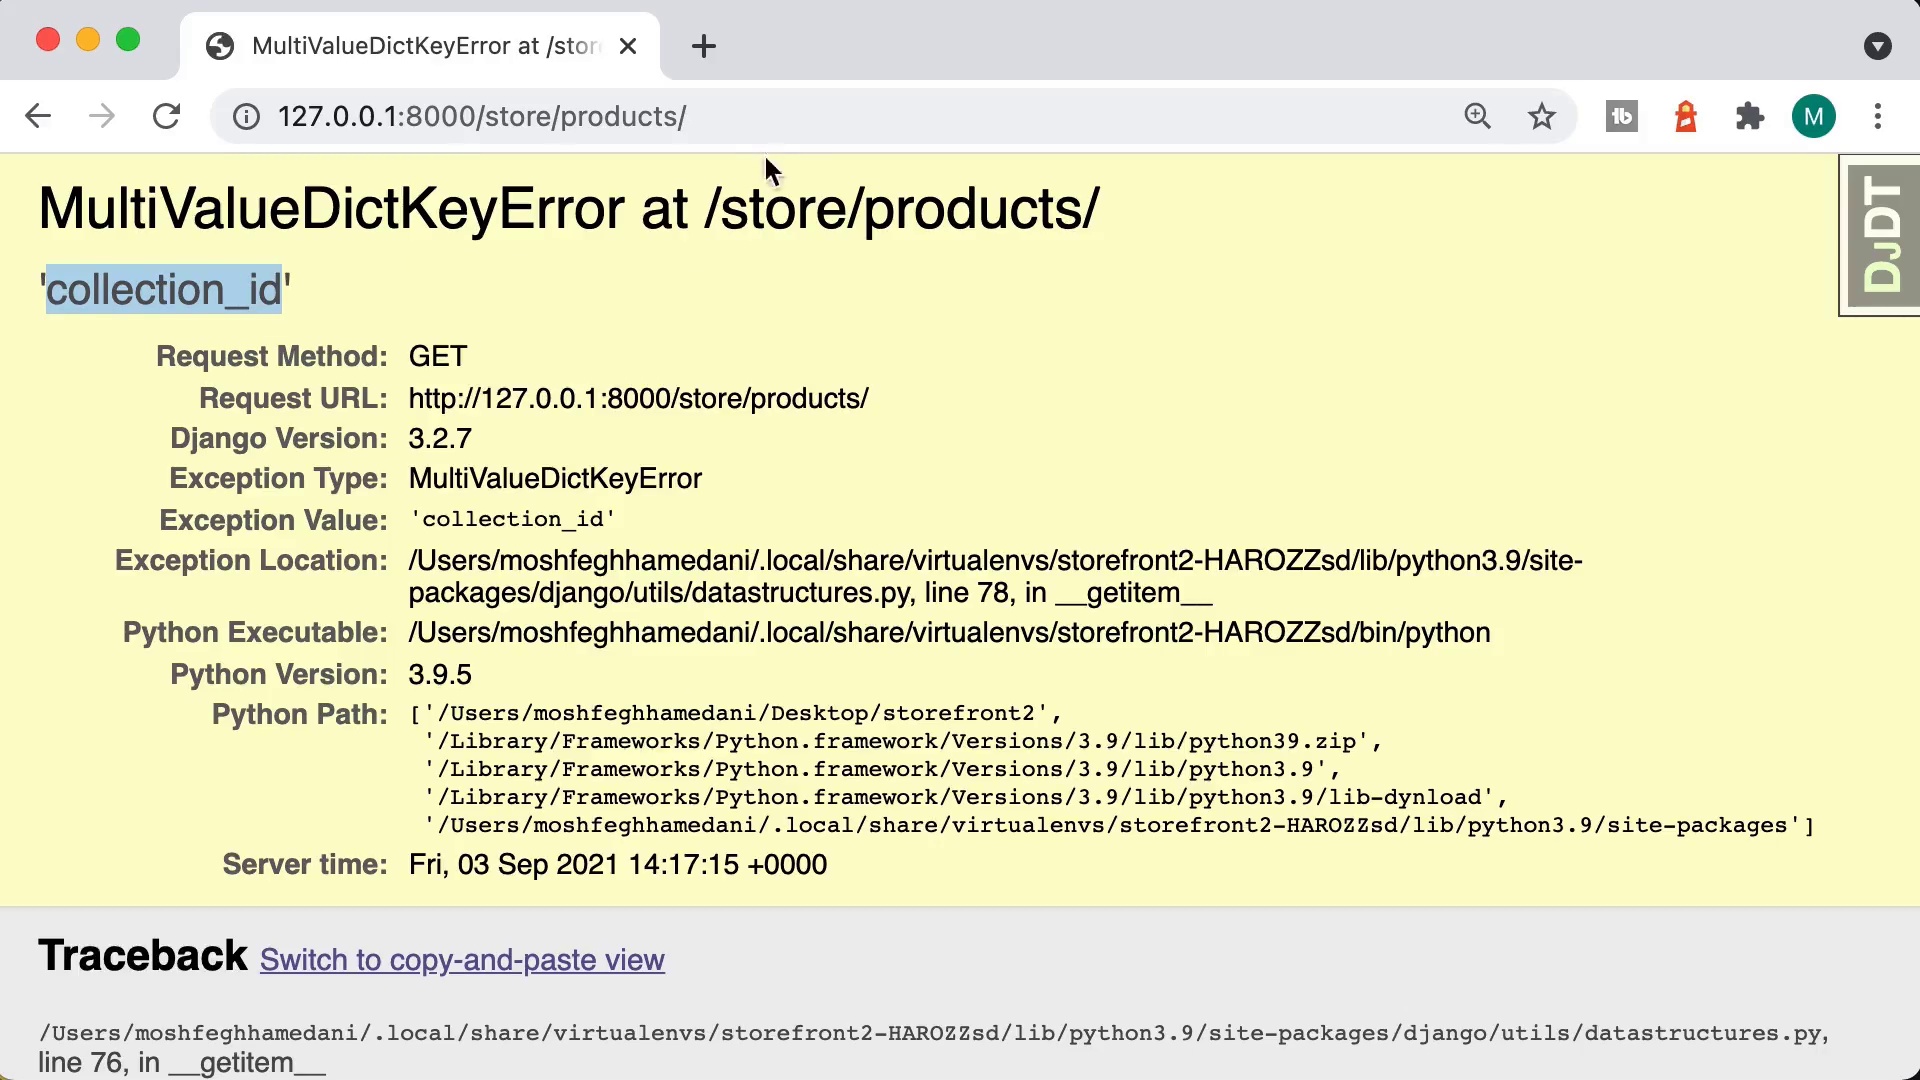 MultiValueDictKeyError at /stor
127.0.0.1:8000/store/products/
M
MultiValueDictKeyError at /store/products/
DJDT
'collection_id'
Request Method: GET
Request URL: http://127.0.0.1:8000/store/products/
Django Version: 3.2.7
Exception Type: MultiValueDictKeyError
Exception Value: 'collection_id'
Exception Location: /Users/moshfeghhamedani/.local/share/virtualenvs/storefront2-HAROZZsd/lib/python3.9/site-
packages/django/utils/datastructures.py, line 78, in __getitem__
Python Executable: /Users/moshfeghhamedani/.local/share/virtualenvs/storefront2-HAROZZsd/bin/python
Python Version: 3.9.5
Python Path: ['/Users/moshfeghhamedani/Desktop/storefront2',
'/Library/Frameworks/Python.framework/Versions/3.9/lib/python39.zip',
'/Library/Frameworks/Python.framework/Versions/3.9/lib/python3.9',
'/Library/Frameworks/Python.framework/Versions/3.9/lib/python3.9/lib-dynload',
'/Users/moshfeghhamedani/.local/share/virtualenvs/storefront2-HAROZZsd/lib/python3.9/site-packages']
Server time: Fri, 03 Sep 2021 14:17:15 +0000
Traceback Switch to copy-and-paste view
/Users/moshfeghhamedani/.local/share/virtualenvs/storefront2-HAROZZsd/lib/python3.9/site-packages/django/utils/datastructures.py,
line 76, in __getitem__